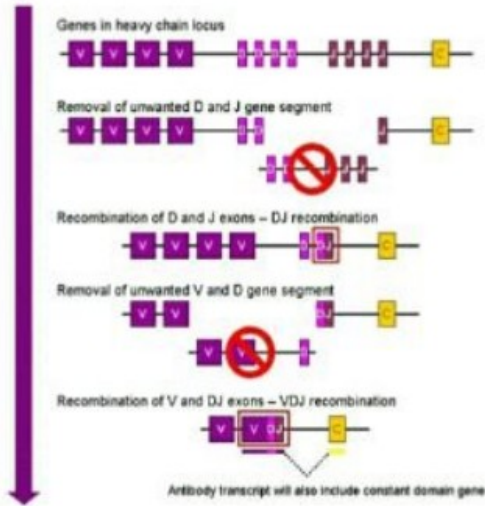 Genes in heavy chain locus
V V V V D D D D J J J J C
Removal of unwanted D and J gene segment
V V V V D D J C
D D J J J
Recombination of D and J exons – DJ recombination
V V V V D DJ C
Removal of unwanted V and D gene segment
V V DJ C
V V D
Recombination of V and DJ exons – VDJ recombination
V V DJ C
Antibody transcript will also include constant domain gene